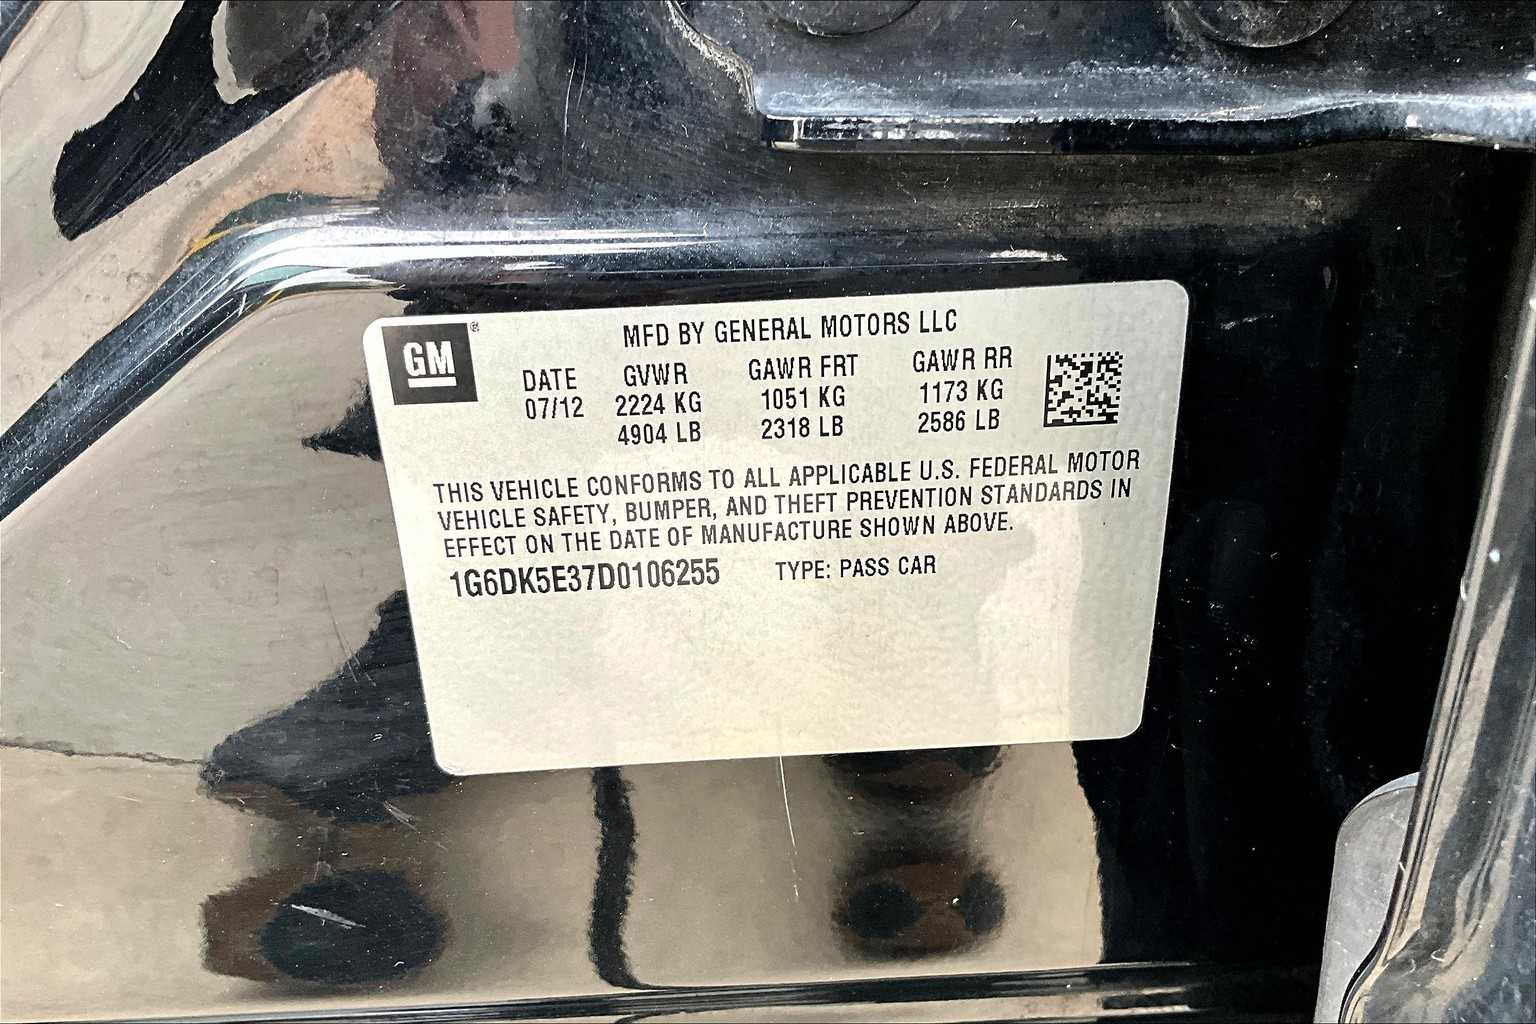 GM®
MFD BY GENERAL MOTORS LLC
DATE GVWR GAWR FRT GAWR RR
07/12 2224 KG 1051 KG 1173 KG
4904 LB 2318 LB 2586 LB
THIS VEHICLE CONFORMS TO ALL APPLICABLE U.S. FEDERAL MOTOR
VEHICLE SAFETY, BUMPER, AND THEFT PREVENTION STANDARDS IN
EFFECT ON THE DATE OF MANUFACTURE SHOWN ABOVE.
1G6DK5E37D0106255 TYPE: PASS CAR